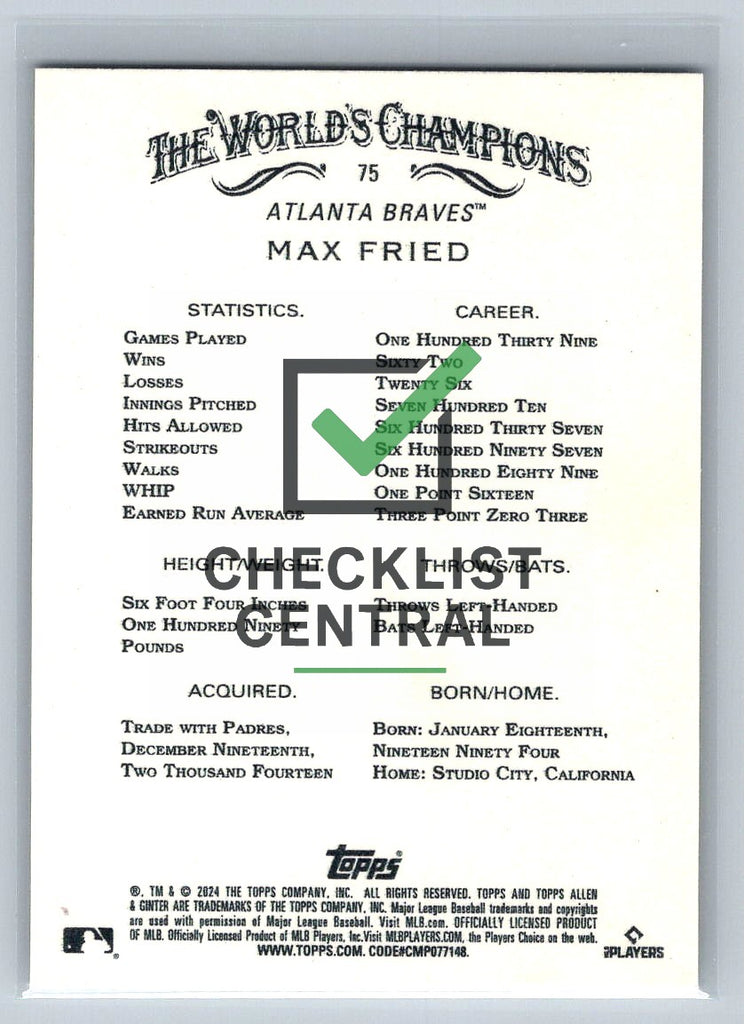 THE WORLD'S CHAMPIONS
75
ATLANTA BRAVES™
MAX FRIED
STATISTICS. CAREER.
GAMES PLAYED ONE HUNDRED THIRTY NINE
WINS SIXTY TWO
LOSSES TWENTY SIX
INNINGS PITCHED SEVEN HUNDRED TEN
HITS ALLOWED SIX HUNDRED THIRTY SEVEN
STRIKEOUTS SIX HUNDRED NINETY SEVEN
WALKS ONE HUNDRED EIGHTY NINE
WHIP ONE POINT SIXTEEN
EARNED RUN AVERAGE THREE POINT ZERO THREE
HEIGHT/WEIGHT. THROWS/BATS.
SIX FOOT FOUR INCHES THROWS LEFT-HANDED
ONE HUNDRED NINETY BATS LEFT-HANDED
POUNDS
CHECKLIST
CENTRAL
ACQUIRED. BORN/HOME.
TRADE WITH PADRES, BORN: JANUARY EIGHTEENTH,
DECEMBER NINETEENTH, NINETEEN NINETY FOUR
TWO THOUSAND FOURTEEN HOME: STUDIO CITY, CALIFORNIA
Topps®
®, TM & © 2024 THE TOPPS COMPANY, INC. ALL RIGHTS RESERVED. TOPPS AND TOPPS ALLEN
& GINTER ARE TRADEMARKS OF THE TOPPS COMPANY, INC. Major League Baseball trademarks and copyrights
are used with permission of Major League Baseball. Visit MLB.com. OFFICIALLY LICENSED PRODUCT
OF MLB. Officially Licensed Product of MLB Players, Inc. Visit MLBPLAYERS.COM, the Players Choice on the web.
WWW.TOPPS.COM. CODE#CMP077148.
PLAYERS